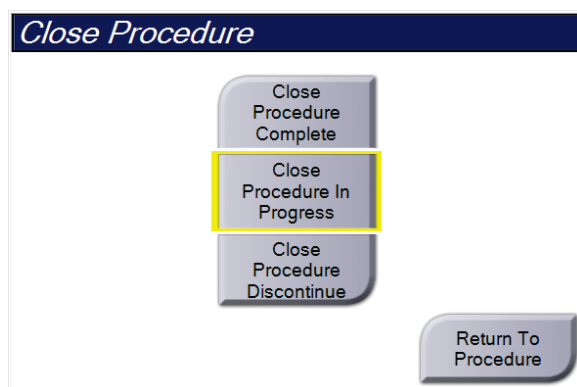 Close Procedure
Close
Procedure
Complete
Close
Procedure In
Progress
Close
Procedure
Discontinue
Return To
Procedure